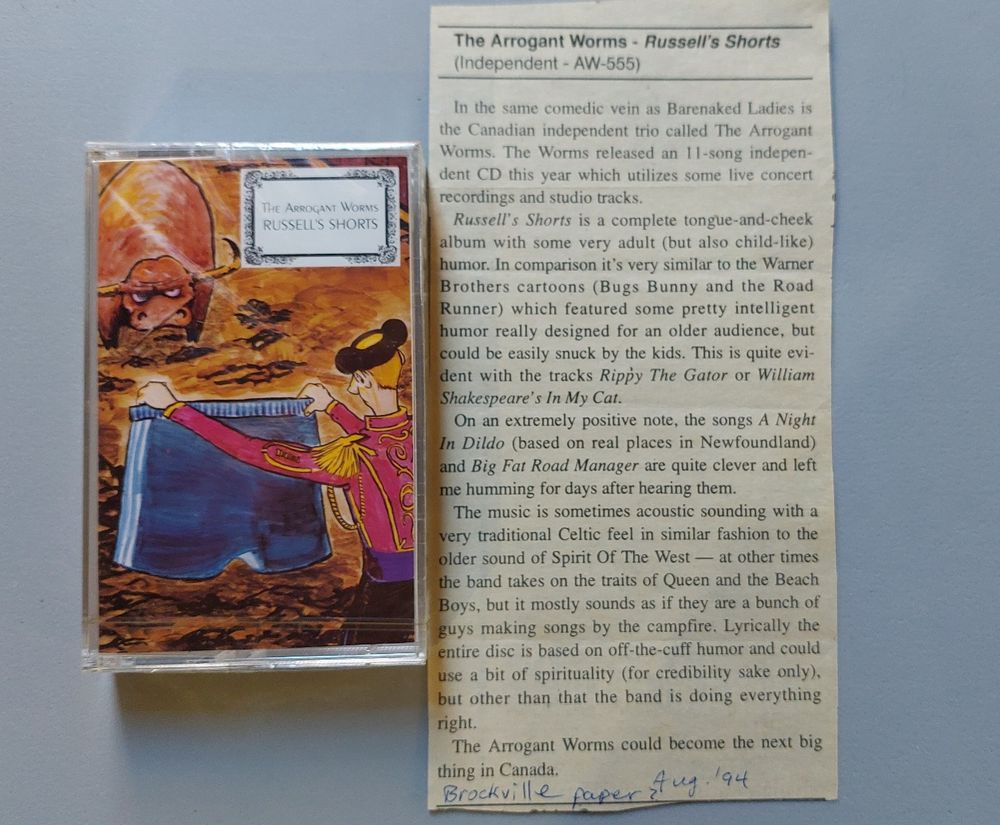 THE ARROGANT WORMS
RUSSELL'S SHORTS
The Arrogant Worms - Russell's Shorts
(Independent - AW-555)
In the same comedic vein as Barenaked Ladies is
the Canadian independent trio called The Arrogant
Worms. The Worms released an 11-song indepen-
dent CD this year which utilizes some live concert
recordings and studio tracks.
Russell's Shorts is a complete tongue-and-cheek
album with some very adult (but also child-like)
humor. In comparison it's very similar to the Warner
Brothers cartoons (Bugs Bunny and the Road
Runner) which featured some pretty intelligent
humor really designed for an older audience, but
could be easily snuck by the kids. This is quite evi-
dent with the tracks Rippy The Gator or William
Shakespeare's In My Cat.
On an extremely positive note, the songs A Night
In Dildo (based on real places in Newfoundland)
and Big Fat Road Manager are quite clever and left
me humming for days after hearing them.
The music is sometimes acoustic sounding with a
very traditional Celtic feel in similar fashion to the
older sound of Spirit Of The West — at other times
the band takes on the traits of Queen and the Beach
Boys, but it mostly sounds as if they are a bunch of
guys making songs by the campfire. Lyrically the
entire disc is based on off-the-cuff humor and could
use a bit of spirituality (for credibility sake only),
but other than that the band is doing everything
right.
The Arrogant Worms could become the next big
thing in Canada.
Brockville paper? Aug. '94